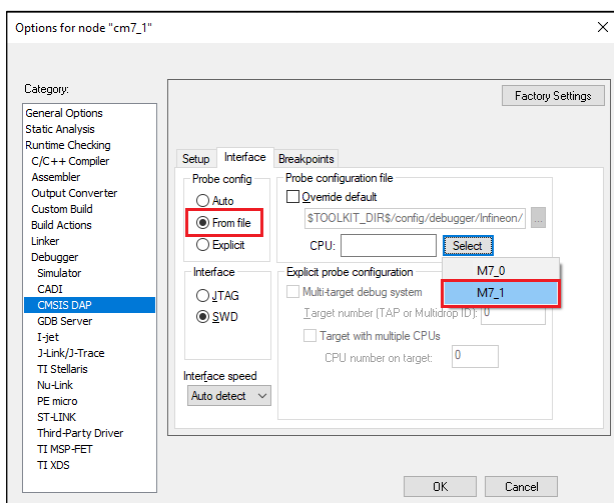 Options for node "cm7_1"
Category:
General Options
Static Analysis
Runtime Checking
C/C++ Compiler
Assembler
Output Converter
Custom Build
Build Actions
Linker
Debugger
Simulator
CADI
CMSIS DAP
GDB Server
I-jet
J-Link/J-Trace
TI Stellaris
Nu-Link
PE micro
ST-LINK
Third-Party Driver
TI MSP-FET
TI XDS
Factory Settings
Setup Interface Breakpoints
Probe config
Auto
From file
Explicit
Probe configuration file
Override default
$TOOLKIT_DIR$/config/debugger/Infineon/ ...
CPU: Select
M7_0
M7_1
Interface
JTAG
SWD
Explicit probe configuration
Multi-target debug system
Target number (TAP or Multidrop ID): 0
Target with multiple CPUs
CPU number on target: 0
Interface speed
Auto detect
OK Cancel